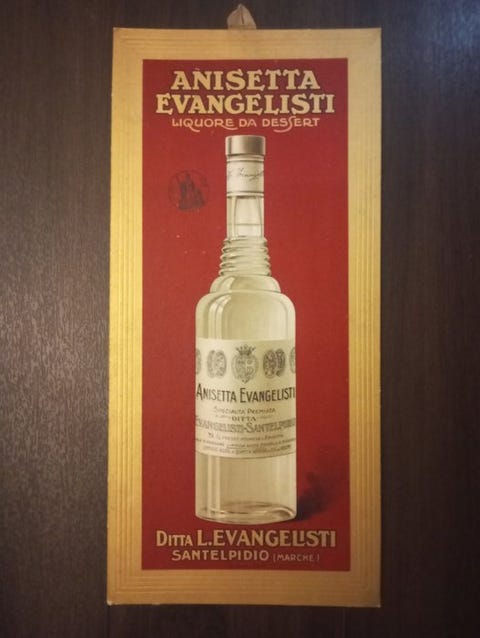 ANISETTA
EVANGELISTI
LIQUORE DA DESSERT
ANISETTA EVANGELISTI
SPECIALITÀ PREMIATA
DITTA
EVANGELISTI-SANTELPIDIO
DITTA L. EVANGELISTI
SANTELPIDIO (MARCHE)